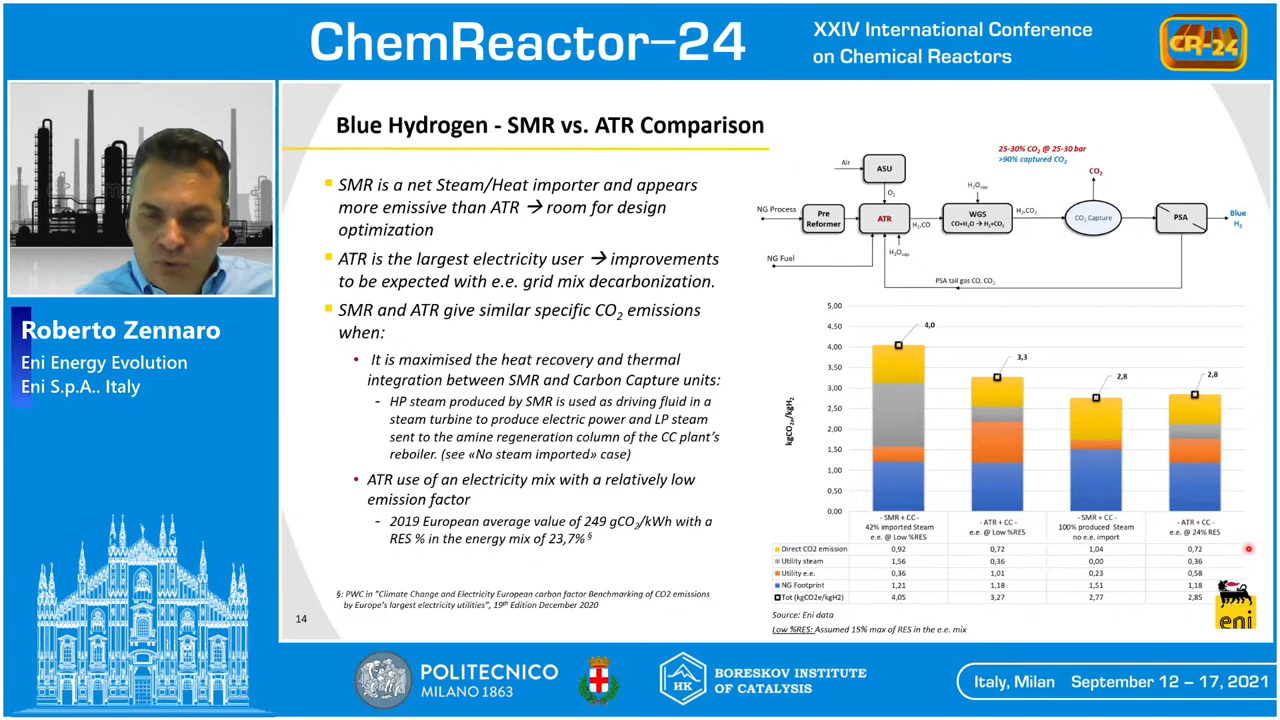 ChemReactor–24
XXIV International Conference
on Chemical Reactors
CR-24
Roberto Zennaro
Eni Energy Evolution
Eni S.p.A.. Italy
Blue Hydrogen - SMR vs. ATR Comparison
SMR is a net Steam/Heat importer and appears
more emissive than ATR → room for design
optimization
ATR is the largest electricity user → improvements
to be expected with e.e. grid mix decarbonization.
SMR and ATR give similar specific CO2 emissions
when:
• It is maximised the heat recovery and thermal
integration between SMR and Carbon Capture units:
- HP steam produced by SMR is used as driving fluid in a
steam turbine to produce electric power and LP steam
sent to the amine regeneration column of the CC plant's
reboiler. (see «No steam imported» case)
• ATR use of an electricity mix with a relatively low
emission factor
- 2019 European average value of 249 gCO2/kWh with a
RES % in the energy mix of 23,7% §
§: PWC in "Climate Change and Electricity European carbon factor Benchmarking of CO2 emissions
by Europe's largest electricity utilities", 19th Edition December 2020
14
25-30% CO2 @ 25-30 bar
>90% captured CO2
CO2
Air
ASU
O2
H2Ovap
NG Process
Pre
Reformer
ATR
H2,CO
WGS
CO+H2O → H2+CO2
H2,CO2
CO2 Capture
PSA
Blue
H2
H2Ovap
NG Fuel
PSA tail gas CO, CO2
kgCO2e/kgH2
5,00
4,50
4,00
3,50
3,00
2,50
2,00
1,50
1,00
0,50
0,00
4,0
3,3
2,8
2,8
- SMR + CC -
42% imported Steam
e.e. @ Low %RES
- ATR + CC -
e.e. @ Low %RES
- SMR + CC -
100% produced Steam
no e.e. import
- ATR + CC -
e.e. @ 24% RES
Direct CO2 emission 0,92 0,72 1,04 0,72
Utility steam 1,56 0,36 0,00 0,36
Utility e.e. 0,36 1,01 0,23 0,58
NG Footprint 1,21 1,18 1,51 1,18
Tot (kgCO2e/kgH2) 4,05 3,27 2,77 2,85
Source: Eni data
Low %RES: Assumed 15% max of RES in the e.e. mix
eni
POLITECNICO
MILANO 1863
НК
BORESKOV INSTITUTE
OF CATALYSIS
Italy, Milan September 12 – 17, 2021